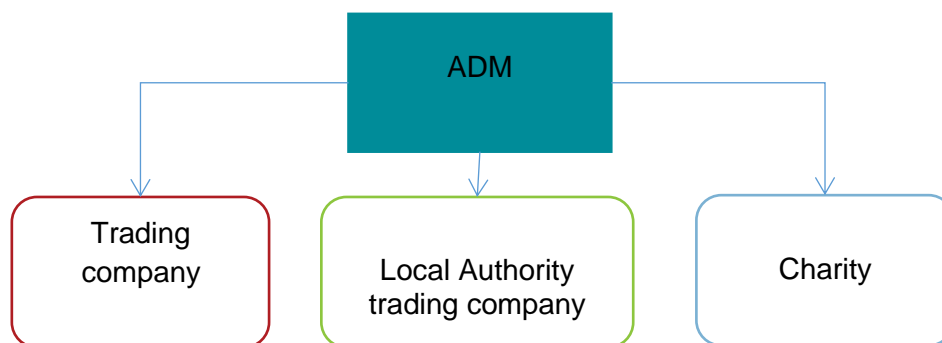 ADM
Trading
company
Local Authority
trading company
Charity